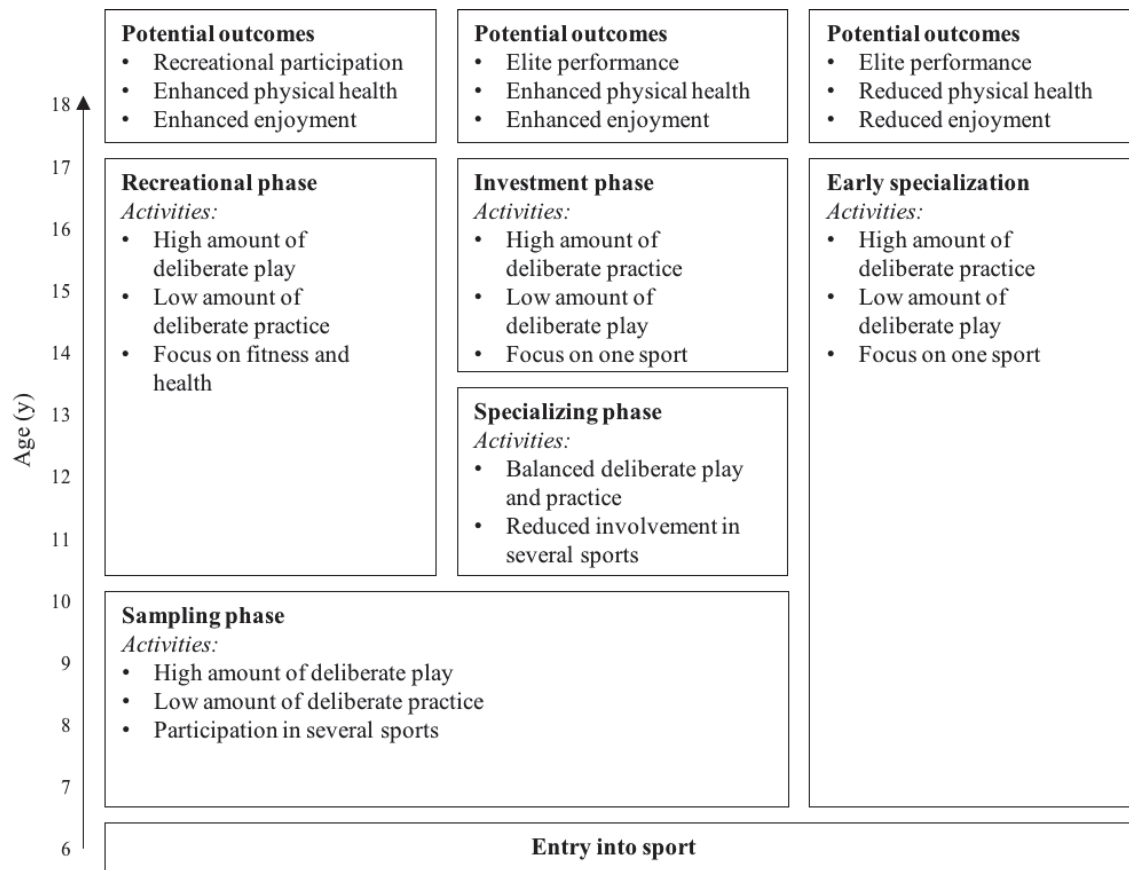 Potential outcomes
• Recreational participation
• Enhanced physical health
• Enhanced enjoyment
Potential outcomes
• Elite performance
• Enhanced physical health
• Enhanced enjoyment
Potential outcomes
• Elite performance
• Reduced physical health
• Reduced enjoyment
Recreational phase
Activities:
• High amount of
deliberate play
• Low amount of
deliberate practice
• Focus on fitness and
health
Investment phase
Activities:
• High amount of
deliberate practice
• Low amount of
deliberate play
• Focus on one sport
Early specialization
Activities:
• High amount of
deliberate practice
• Low amount of
deliberate play
• Focus on one sport
Specializing phase
Activities:
• Balanced deliberate play
and practice
• Reduced involvement in
several sports
Sampling phase
Activities:
• High amount of deliberate play
• Low amount of deliberate practice
• Participation in several sports
Entry into sport
Age (y)
18
17
16
15
14
13
12
11
10
9
8
7
6